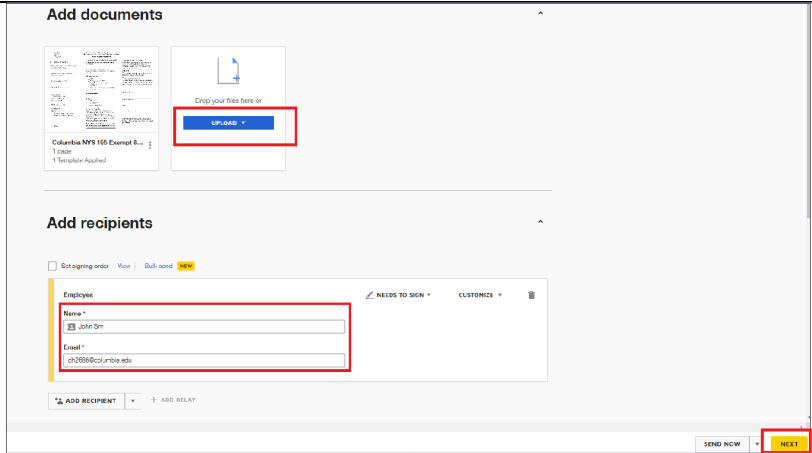 Add documents
Drop your files here or
UPLOAD
Columbia NYS 195 Exempt 8...
1 page
1 Template Applied
Add recipients
Set signing order View Bulk send NEW
Employee
NEEDS TO SIGN
CUSTOMIZE
Name *
John Sm
Email *
ch2686@columbia.edu
ADD RECIPIENT
+ ADD DELAY
SEND NOW
NEXT